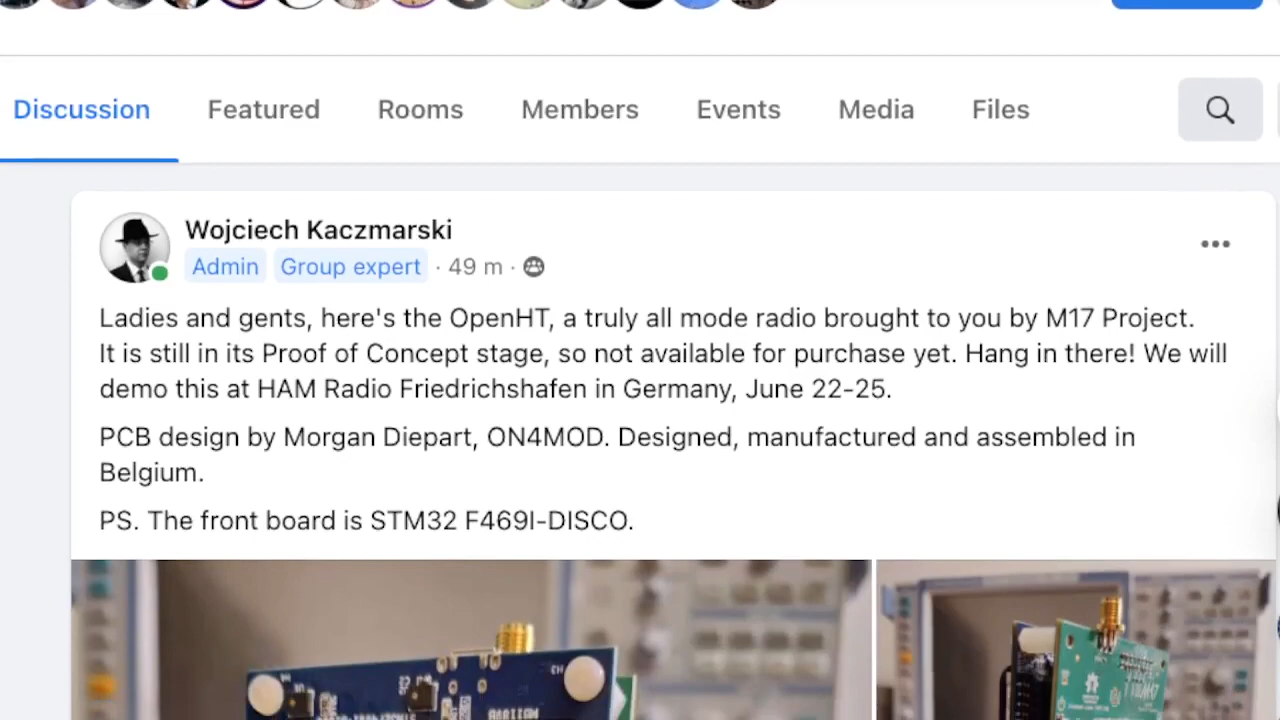 Discussion Featured Rooms Members Events Media Files
Wojciech Kaczmarski
Admin Group expert · 49 m ·
Ladies and gents, here's the OpenHT, a truly all mode radio brought to you by M17 Project.
It is still in its Proof of Concept stage, so not available for purchase yet. Hang in there! We will
demo this at HAM Radio Friedrichshafen in Germany, June 22-25.
PCB design by Morgan Diepart, ON4MOD. Designed, manufactured and assembled in
Belgium.
PS. The front board is STM32 F469I-DISCO.